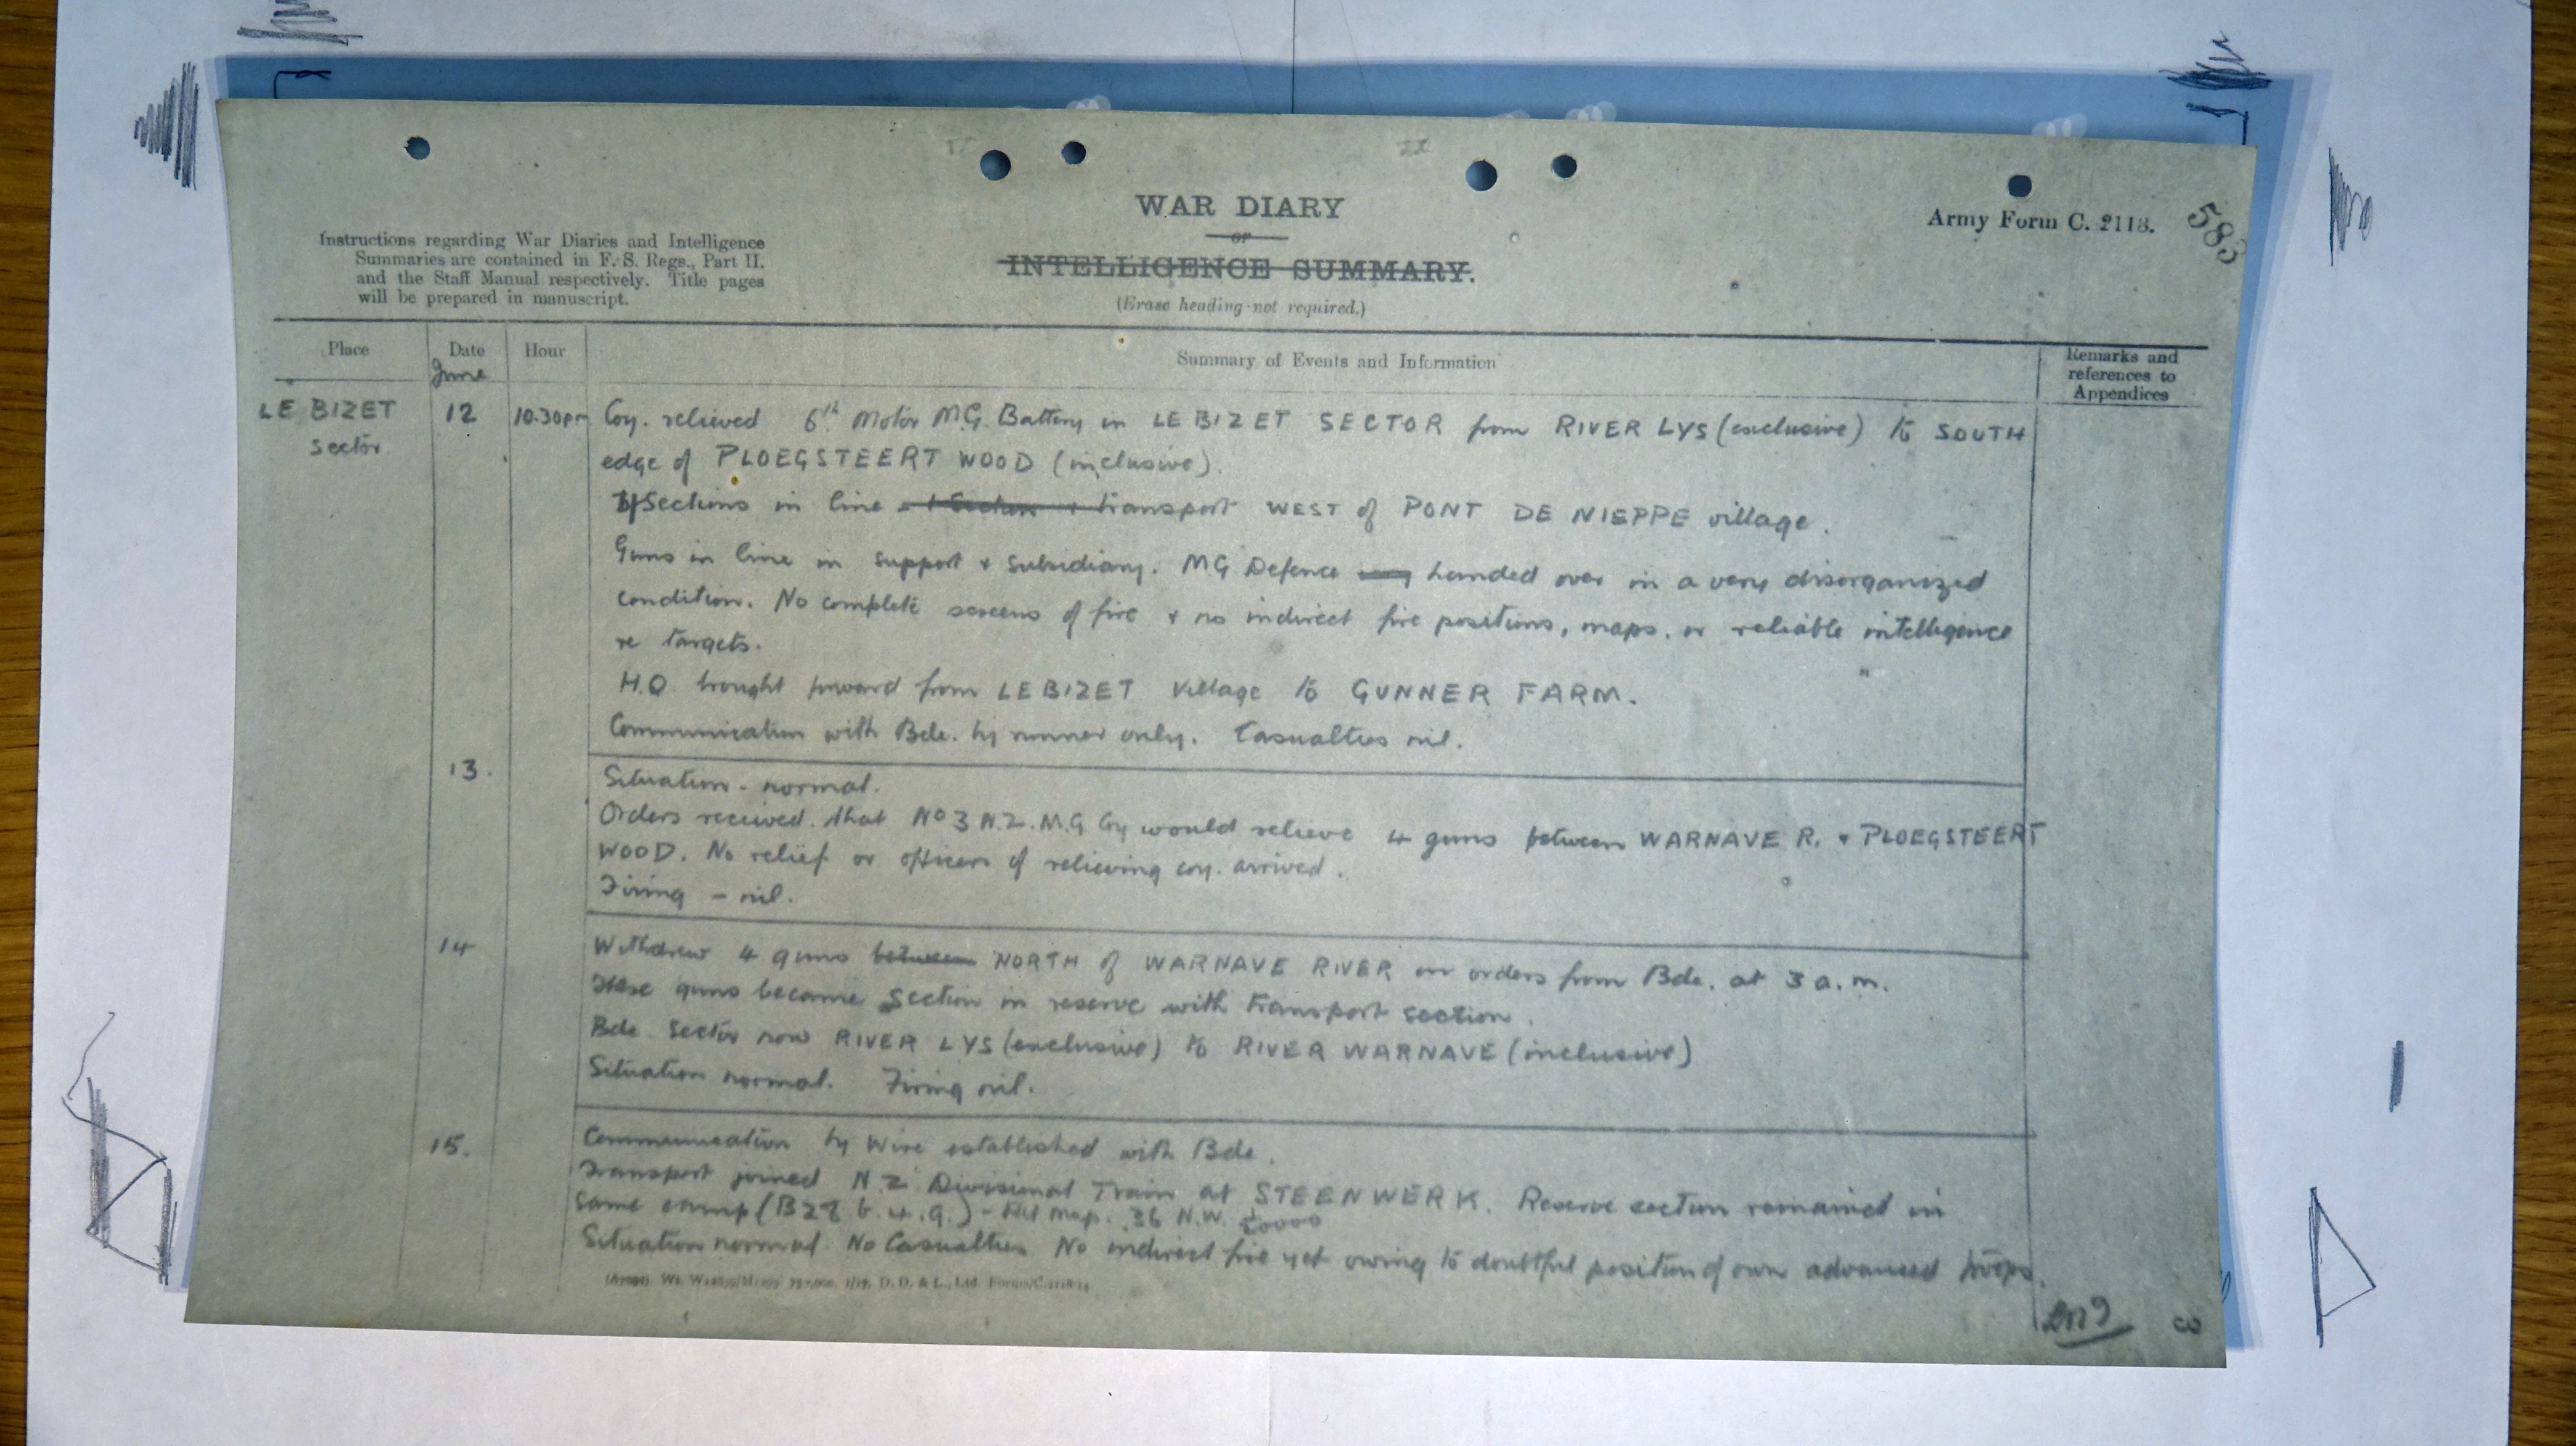 WAR DIARY
or
INTELLIGENCE SUMMARY.
(Erase heading not required.)
Instructions regarding War Diaries and Intelligence
Summaries are contained in F. S. Regs., Part II.
and the Staff Manual respectively. Title pages
will be prepared in manuscript.
Army Form C. 2118.
583
Place
Date
Hour
Summary of Events and Information
Remarks and
references to
Appendices
June
LE BIZET
Sector.
12
10.30pm
Coy. relieved 6th Motor M.G. Battery in LE BIZET SECTOR from RIVER LYS (exclusive) to SOUTH
edge of PLOEGSTEERT WOOD (inclusive).
Sections in line - 1 Section + transport WEST of PONT DE NIEPPE village.
Guns in line in support + subsidiary. MG Defence handed over in a very disorganized
condition. No complete screens of fire + no indirect fire positions, maps, or reliable intelligence
re targets.
H.Q. brought forward from LE BIZET village to GUNNER FARM.
Communication with Bde. by runner only. Casualties nil.
13.
Situation - normal.
Orders received that No 3 N.Z. M.G Coy would relieve 4 guns between WARNAVE R. + PLOEGSTEERT
WOOD. No relief or officers of relieving coy. arrived.
Firing - nil.
14
Withdrew 4 guns between NORTH of WARNAVE RIVER on orders from Bde. at 3 a.m.
These guns became section in reserve with transport section.
Bde Sector now RIVER LYS (exclusive) to RIVER WARNAVE (inclusive)
Situation normal. Firing nil.
15.
Communication by wire established with Bde.
Transport joined N.Z Divisional Train at STEENWERK. Reserve section remained in
same camp (B28 b.4.9.) - Ref Map. 36 N.W. 20000
Situation normal. No Casualties. No indirect fire yet owing to doubtful position of own advanced troops.
D. D. & L., Ltd.
8